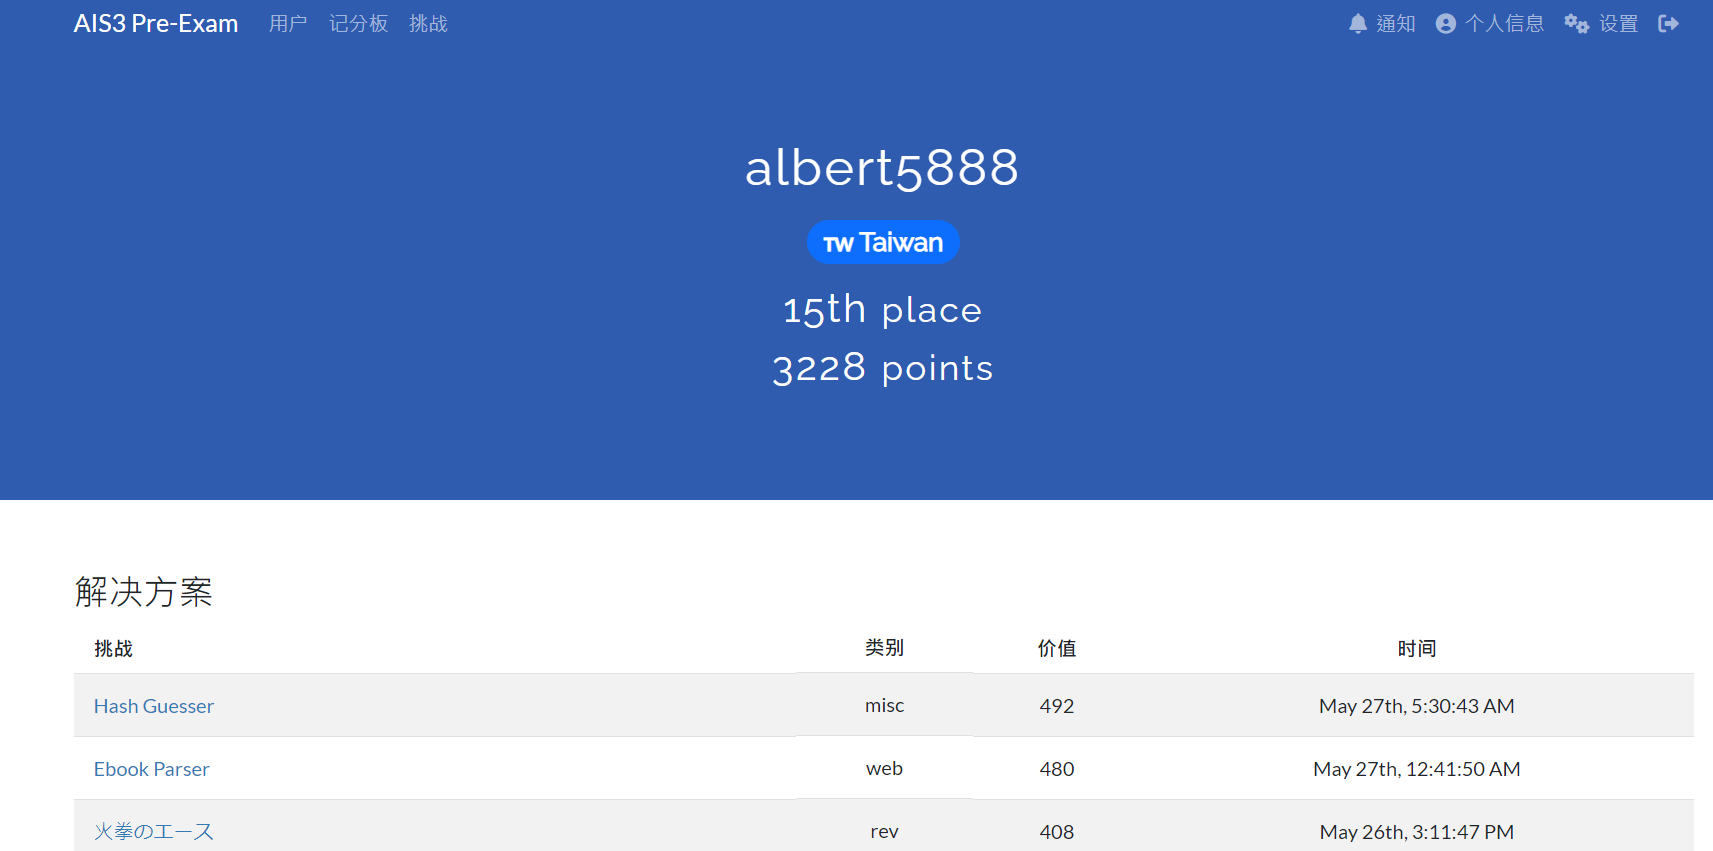 AIS3 Pre-Exam 用户 记分板 挑战 通知 个人信息 设置
albert5888
TW Taiwan
15th place
3228 points
解决方案
挑战 类别 价值 时间
Hash Guesser misc 492 May 27th, 5:30:43 AM
Ebook Parser web 480 May 27th, 12:41:50 AM
火拳のエース rev 408 May 26th, 3:11:47 PM